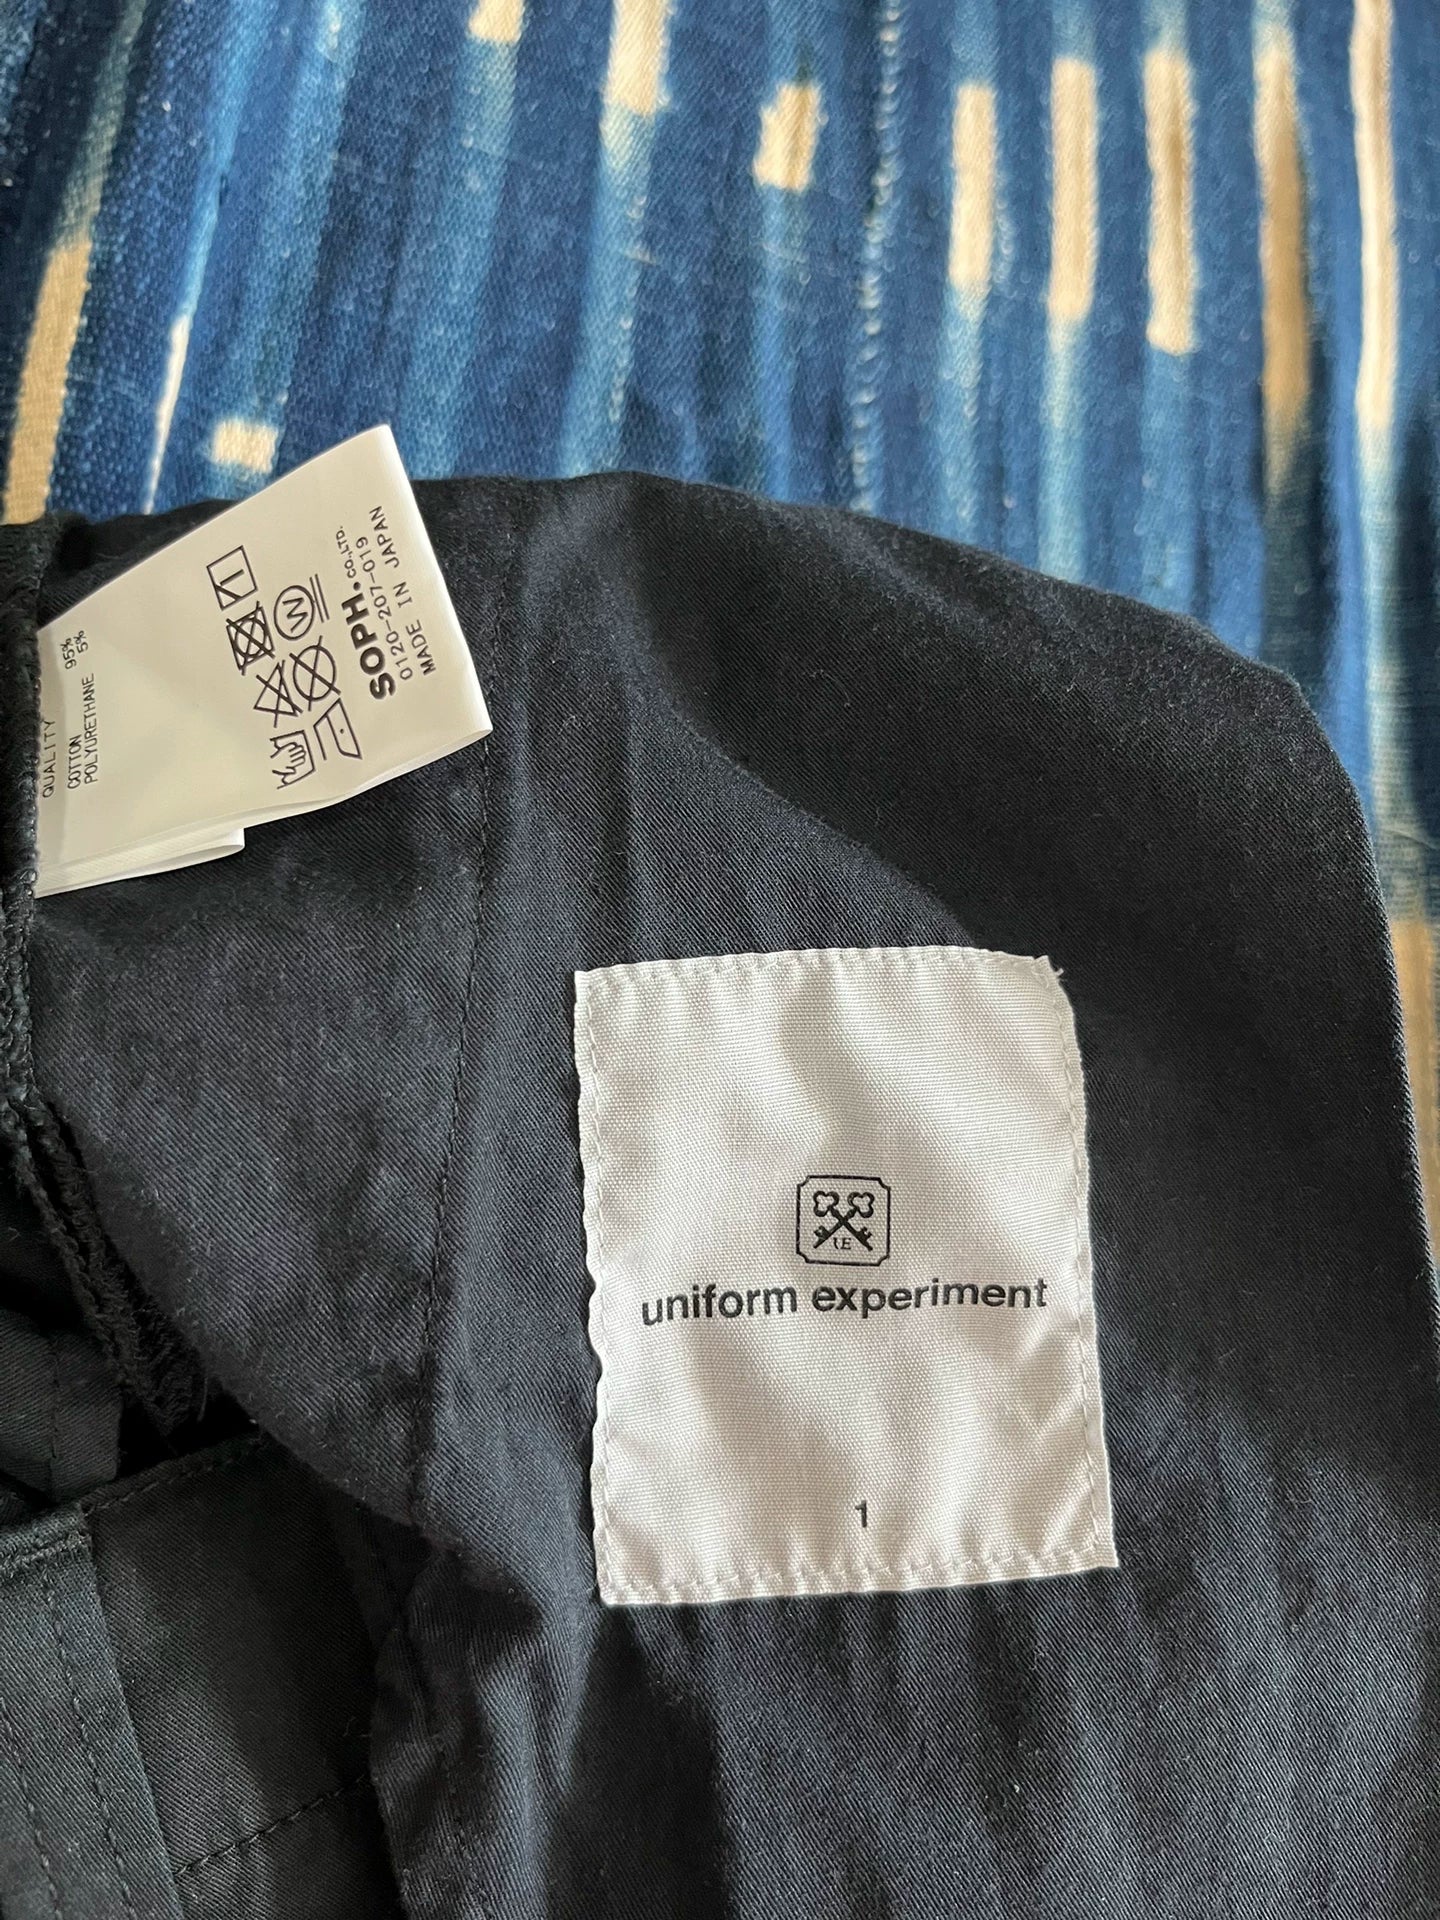 QUALITY
COTTON 95%
POLYURETHANE 5%
W
SOPH.CO.,LTD.
0120-207-019
MADE IN JAPAN
UE
uniform experiment
1